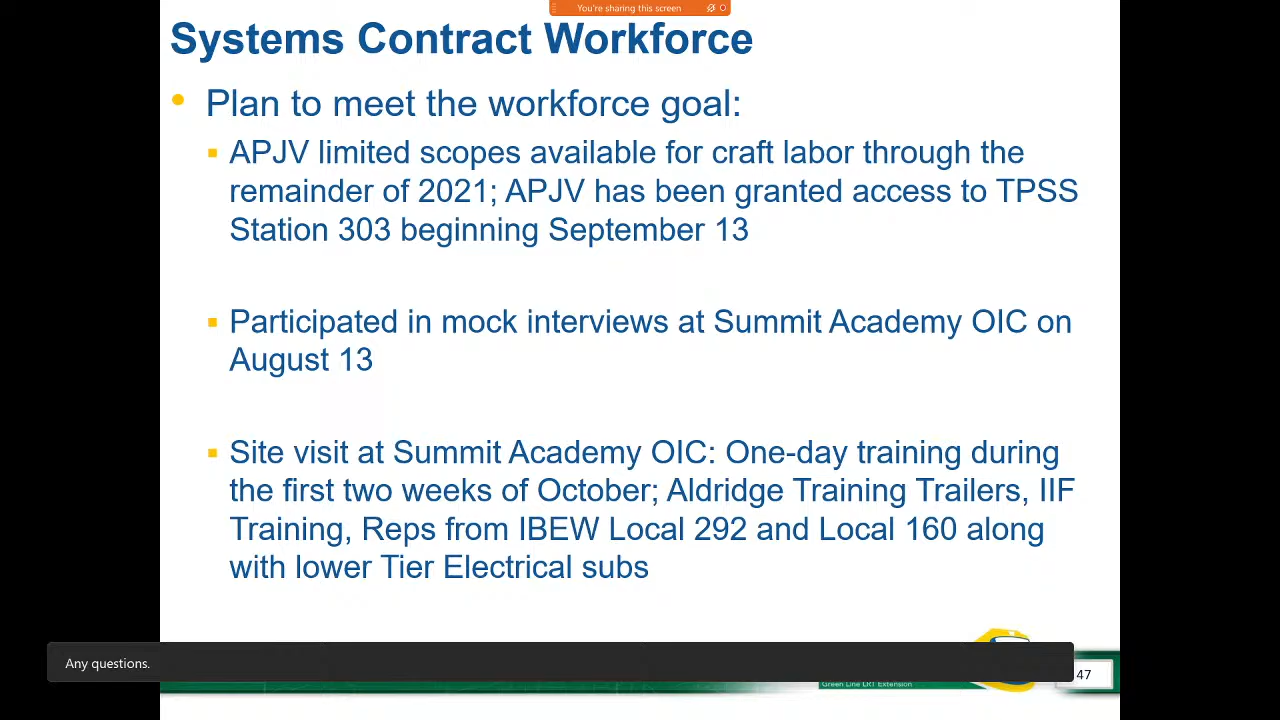 You're sharing this screen
Systems Contract Workforce
• Plan to meet the workforce goal:
▪ APJV limited scopes available for craft labor through the
remainder of 2021; APJV has been granted access to TPSS
Station 303 beginning September 13
▪ Participated in mock interviews at Summit Academy OIC on
August 13
▪ Site visit at Summit Academy OIC: One-day training during
the first two weeks of October; Aldridge Training Trailers, IIF
Training, Reps from IBEW Local 292 and Local 160 along
with lower Tier Electrical subs
Any questions.
47
Green Line LRT Extension